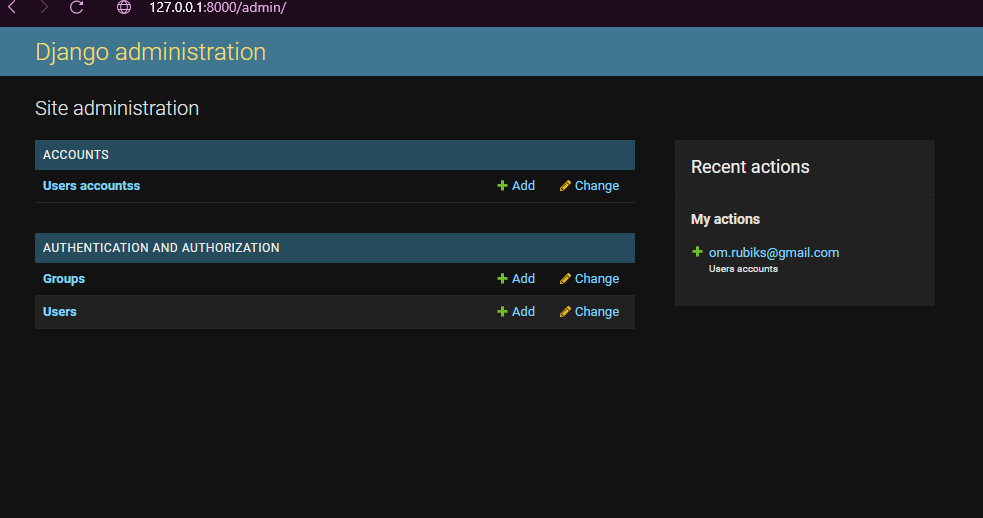 127.0.0.1:8000/admin/
Django administration
Site administration
ACCOUNTS
Users accountss Add Change
AUTHENTICATION AND AUTHORIZATION
Groups Add Change
Users Add Change
Recent actions
My actions
om.rubiks@gmail.com
Users accounts